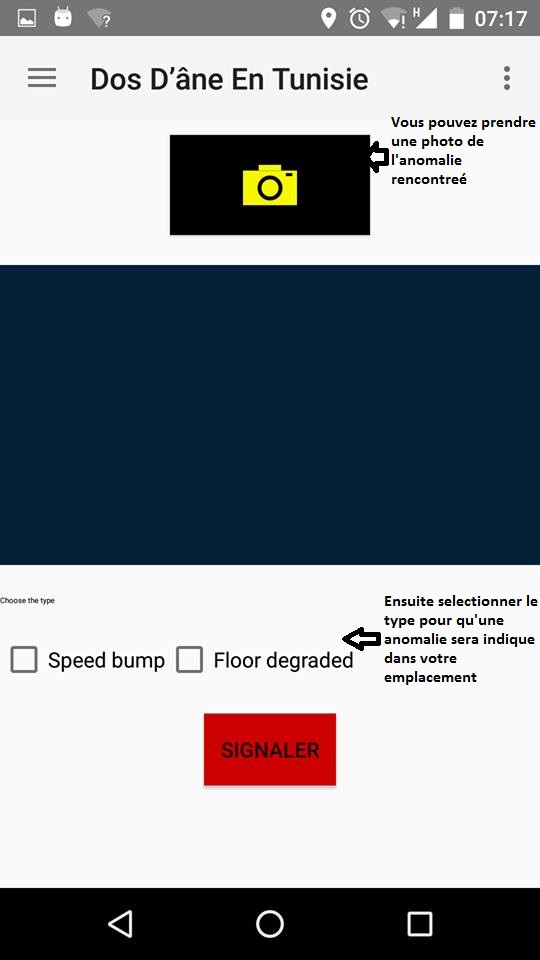 H
07:17
Dos D’âne En Tunisie
Vous pouvez prendre
une photo de
l'anomalie
rencontreé
Choose the type
Ensuite selectionner le
type pour qu'une
anomalie sera indique
dans votre
emplacement
Speed bump
Floor degraded
SIGNALER